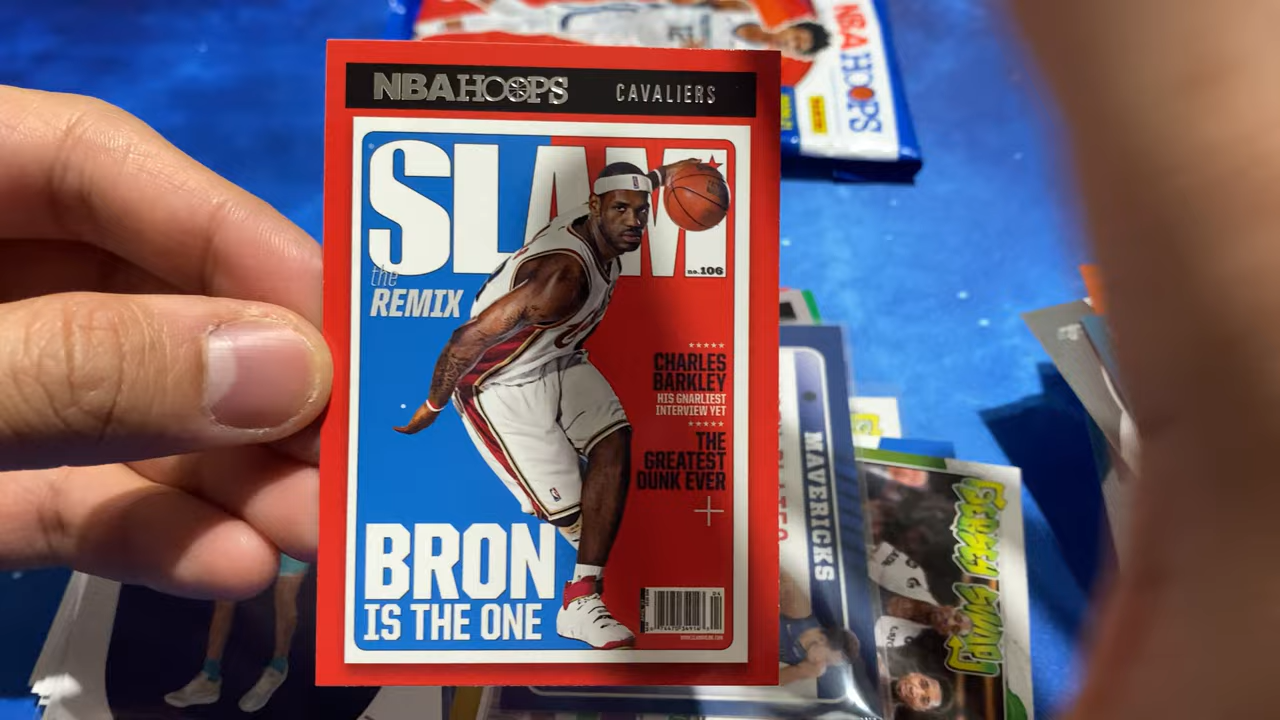 NBA HOOPS
CAVALIERS
SLAM
no.106
the
REMIX
CHARLES
BARKLEY
HIS GNARLIEST
INTERVIEW YET
THE
GREATEST
DUNK EVER
BRON
IS THE ONE
NBA HOOPS
PANINI
MAVERICKS